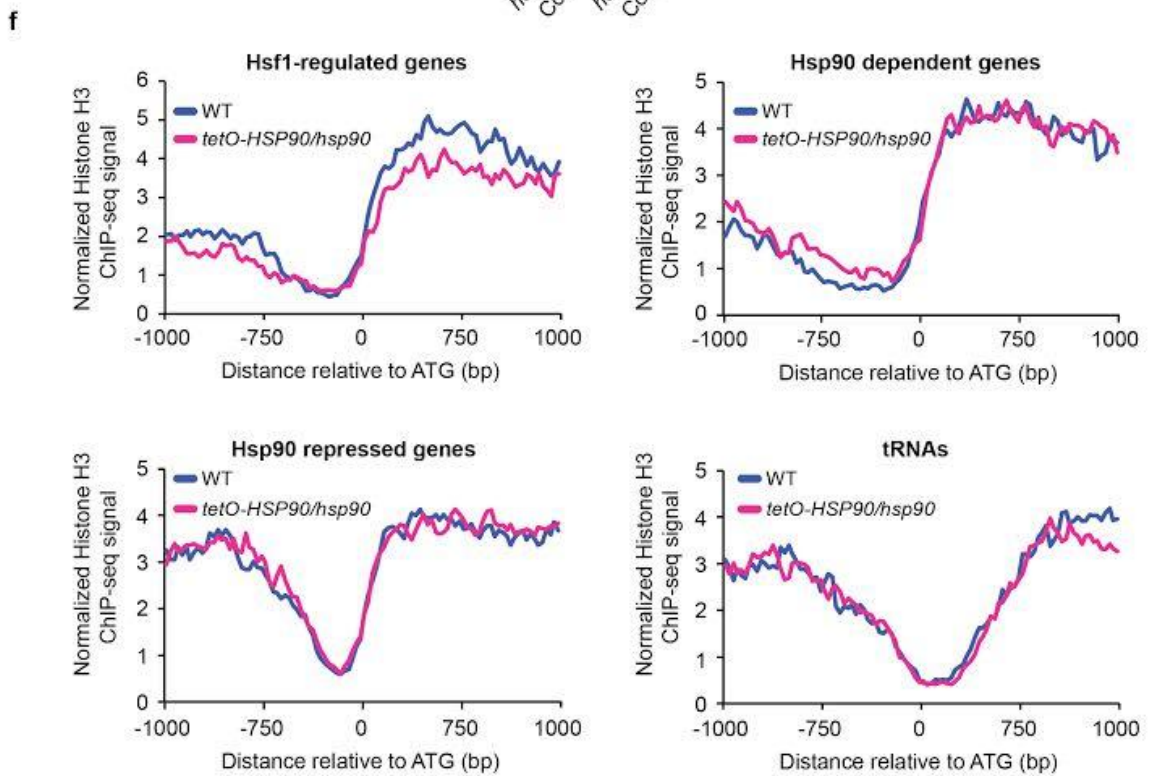 f
Hsf1-regulated genes
Normalized Histone H3
ChIP-seq signal
6
5
4
3
2
1
0
WT
tetO-HSP90/hsp90
-1000 -750 0 750 1000
Distance relative to ATG (bp)
Hsp90 dependent genes
Normalized Histone H3
ChIP-seq signal
5
4
3
2
1
0
WT
tetO-HSP90/hsp90
-1000 -750 0 750 1000
Distance relative to ATG (bp)
Hsp90 repressed genes
Normalized Histone H3
ChIP-seq signal
5
4
3
2
1
0
WT
tetO-HSP90/hsp90
-1000 -750 0 750 1000
Distance relative to ATG (bp)
tRNAs
Normalized Histone H3
ChIP-seq signal
5
4
3
2
1
0
WT
tetO-HSP90/hsp90
-1000 -750 0 750 1000
Distance relative to ATG (bp)